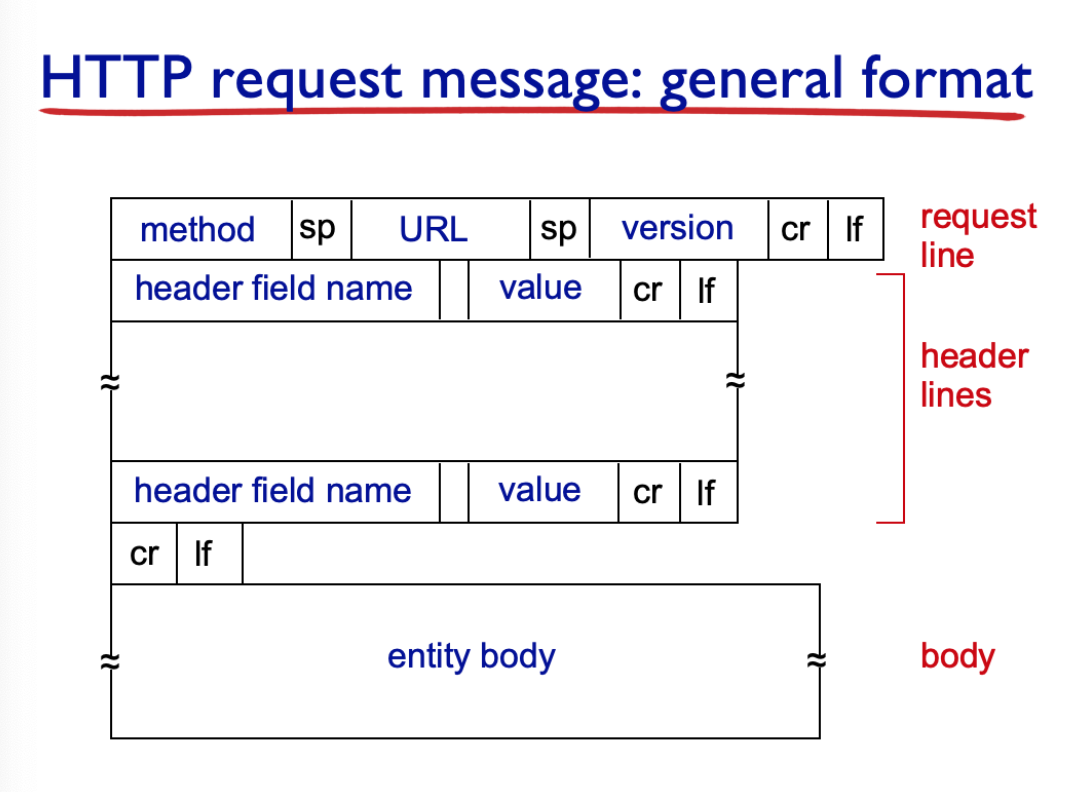 HTTP request message: general format
method sp URL sp version cr lf
request
line
header field name value cr lf
≈ ≈
header
lines
header field name value cr lf
cr lf
≈ entity body ≈
body